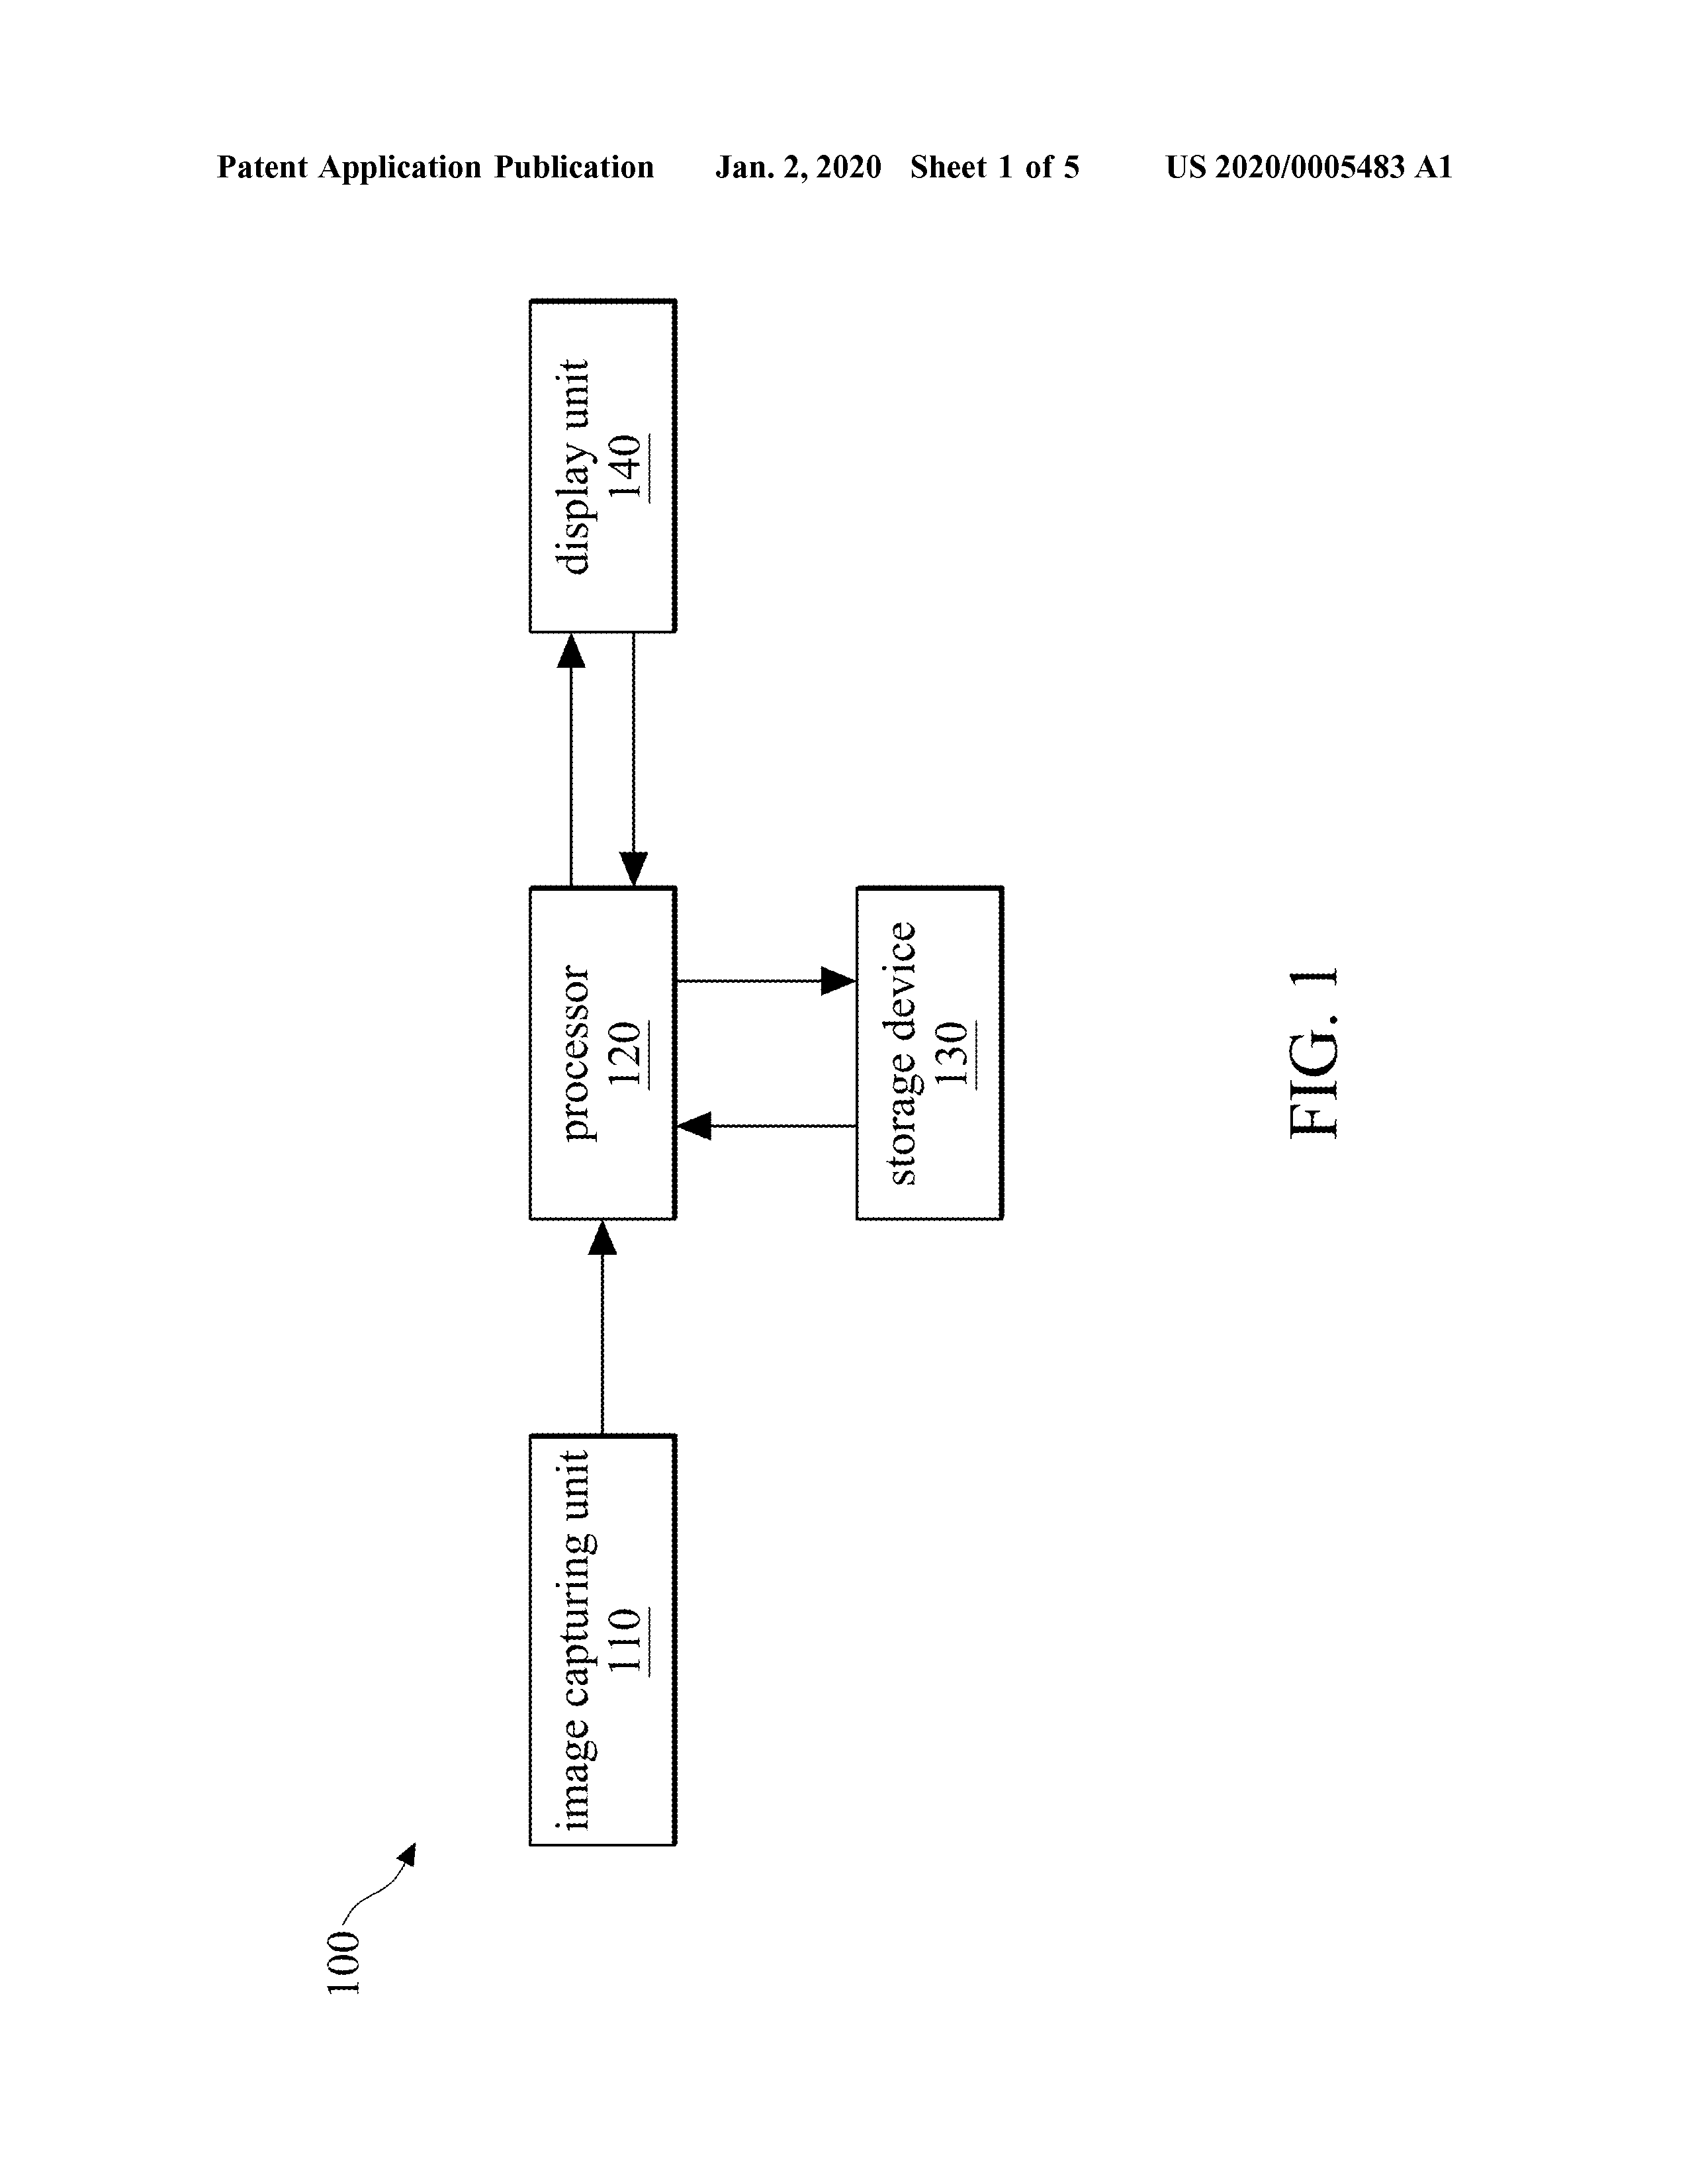 Patent Application Publication Jan. 2, 2020 Sheet 1 of 5 US 2020/0005483 A1
100
image capturing unit
110
processor
120
storage device
130
display unit
140
FIG. 1